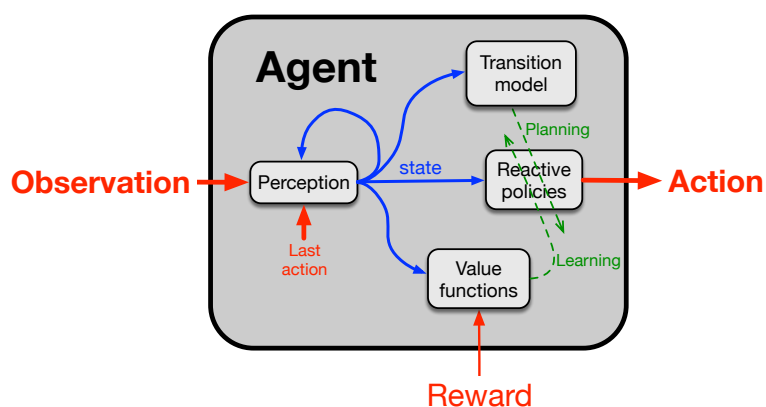 Agent
Transition
model
Planning
Observation
Perception
state
Reactive
policies
Action
Last
action
Value
functions
Learning
Reward